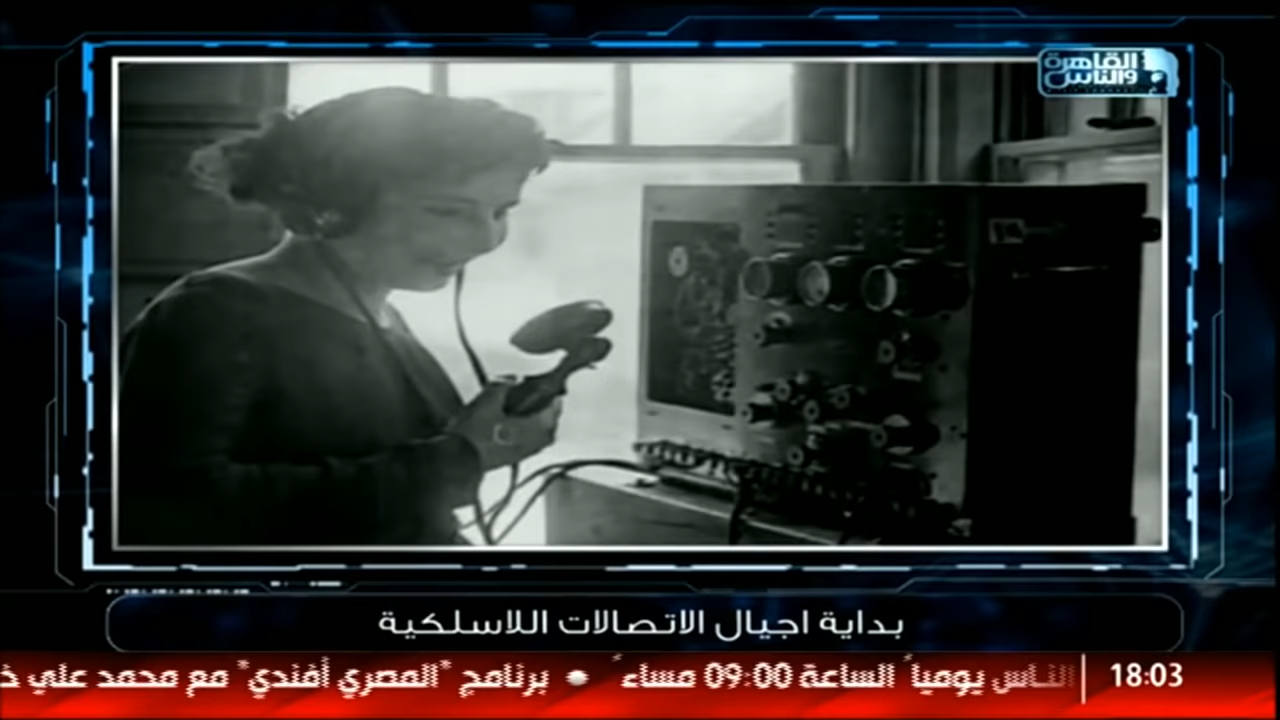 القاهرة
والناس
بداية اجيال الاتصالات اللاسلكية
18:03
الناس يومياً الساعة 09:00 مساءً • برنامج "المصري أفندي" مع محمد علي خ